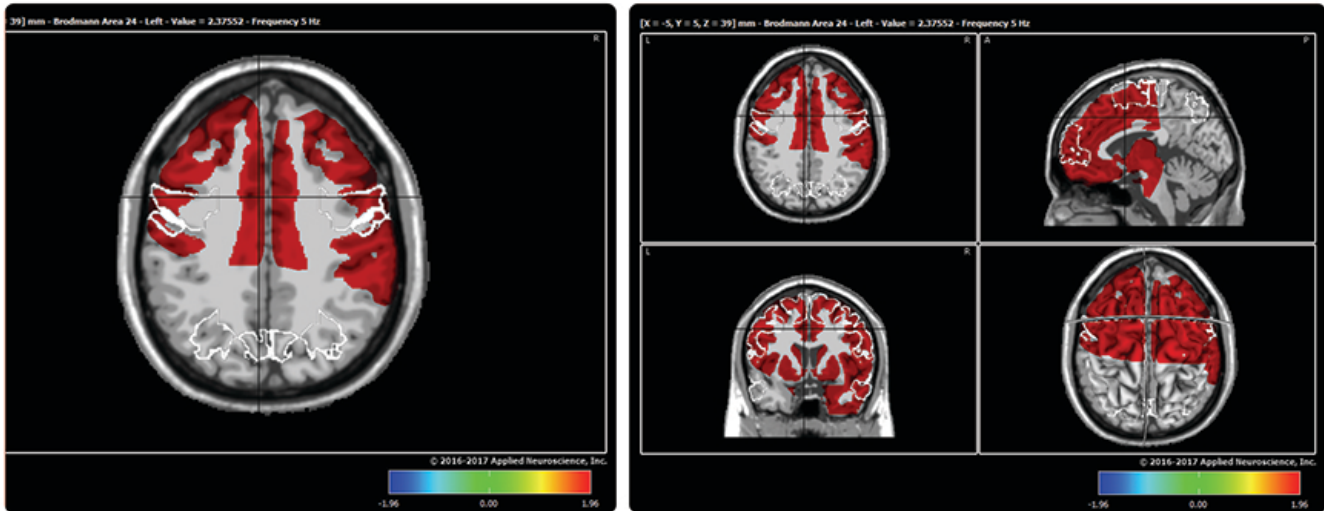 39] mm - Brodmann Area 24 - Left - Value = 2.37552 - Frequency 5 Hz
R
© 2016-2017 Applied Neuroscience, Inc.
-1.96 0.00 1.96
[X = -5, Y = 5, Z = 39] mm - Brodmann Area 24 - Left - Value = 2.37552 - Frequency 5 Hz
L R A P
L R
© 2016-2017 Applied Neuroscience, Inc.
-1.96 0.00 1.96